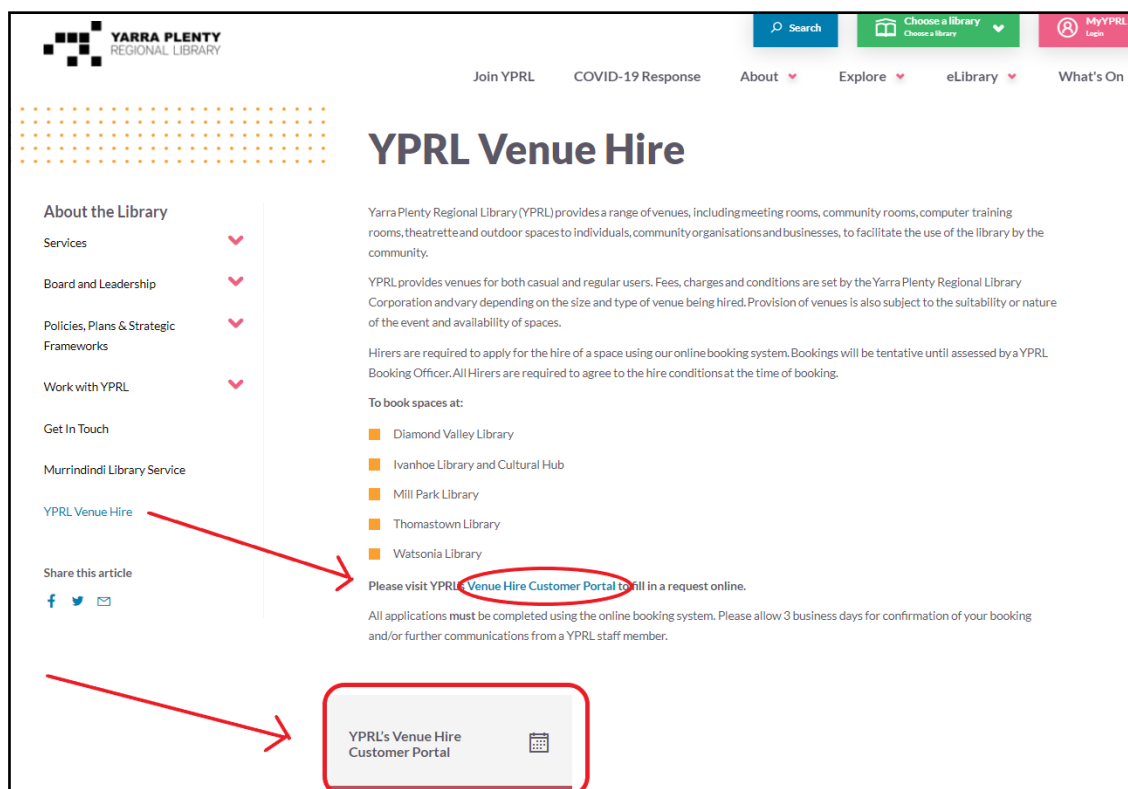 YARRA PLENTY
REGIONAL LIBRARY
Search
Choose a library
Choose a library
MyYPRL
Login
Join YPRL
COVID-19 Response
About
Explore
eLibrary
What's On
YPRL Venue Hire
About the Library
Services
Board and Leadership
Policies, Plans & Strategic
Frameworks
Work with YPRL
Get In Touch
Murrindindi Library Service
YPRL Venue Hire
Share this article
Yarra Plenty Regional Library (YPRL) provides a range of venues, including meeting rooms, community rooms, computer training
rooms, theatrette and outdoor spaces to individuals, community organisations and businesses, to facilitate the use of the library by the
community.
YPRL provides venues for both casual and regular users. Fees, charges and conditions are set by the Yarra Plenty Regional Library
Corporation and vary depending on the size and type of venue being hired. Provision of venues is also subject to the suitability or nature
of the event and availability of spaces.
Hirers are required to apply for the hire of a space using our online booking system. Bookings will be tentative until assessed by a YPRL
Booking Officer. All Hirers are required to agree to the hire conditions at the time of booking.
To book spaces at:
Diamond Valley Library
Ivanhoe Library and Cultural Hub
Mill Park Library
Thomastown Library
Watsonia Library
Please visit YPRL's Venue Hire Customer Portal to fill in a request online.
All applications must be completed using the online booking system. Please allow 3 business days for confirmation of your booking
and/or further communications from a YPRL staff member.
YPRL's Venue Hire
Customer Portal